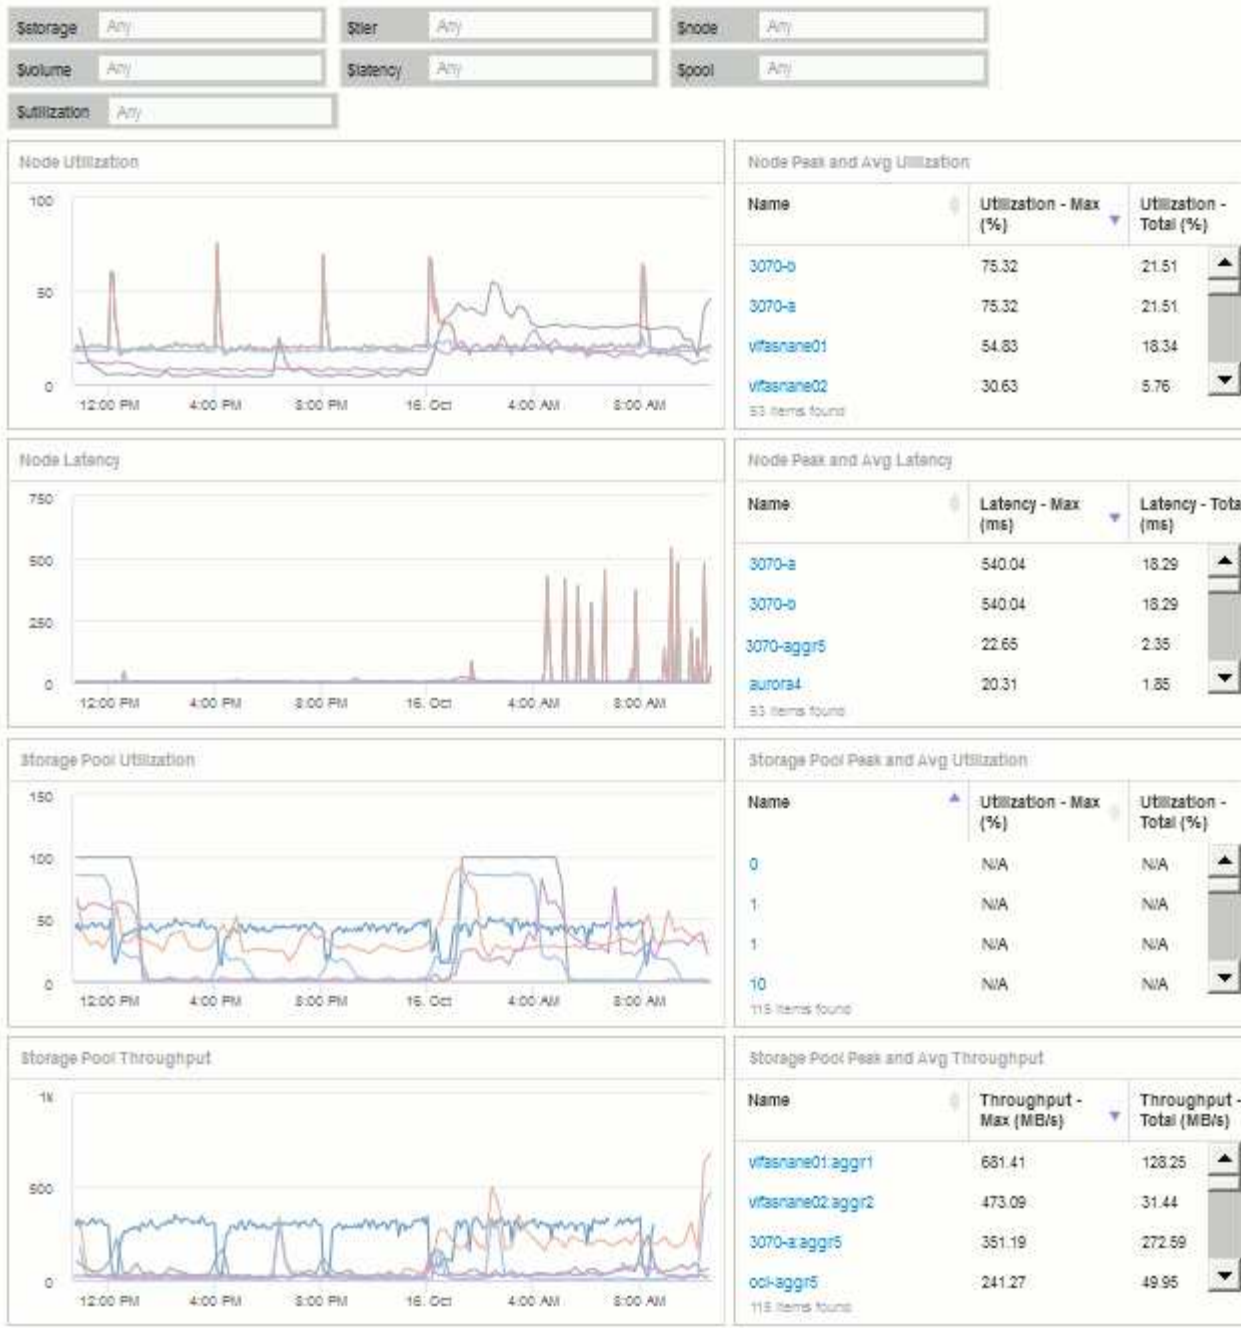 $storage Any $tier Any $node Any
$volume Any $latency Any $pool Any
$utilization Any
Node Utilization
100
50
0
12:00 PM 4:00 PM 8:00 PM 16. Oct 4:00 AM 8:00 AM
Node Peak and Avg Utilization
Name Utilization - Max (%) Utilization - Total (%)
3070-b 75.32 21.51
3070-a 75.32 21.51
vifasnane01 54.83 18.34
vifasnane02 30.63 5.76
53 items found
Node Latency
750
500
250
0
12:00 PM 4:00 PM 8:00 PM 16. Oct 4:00 AM 8:00 AM
Node Peak and Avg Latency
Name Latency - Max (ms) Latency - Tota (ms)
3070-a 540.04 18.29
3070-b 540.04 18.29
3070-aggr5 22.65 2.35
aurora4 20.31 1.85
53 items found
Storage Pool Utilization
150
100
50
0
12:00 PM 4:00 PM 8:00 PM 16. Oct 4:00 AM 8:00 AM
Storage Pool Peak and Avg Utilization
Name Utilization - Max (%) Utilization - Total (%)
0 N/A N/A
1 N/A N/A
1 N/A N/A
10 N/A N/A
115 items found
Storage Pool Throughput
1k
500
0
12:00 PM 4:00 PM 8:00 PM 16. Oct 4:00 AM 8:00 AM
Storage Pool Peak and Avg Throughput
Name Throughput - Max (MB/s) Throughput - Total (MB/s)
vifasnane01:aggr1 681.41 128.25
vifasnane02:aggr2 473.09 31.44
3070-a:aggr5 351.19 272.59
oci-aggr5 241.27 49.95
115 items found